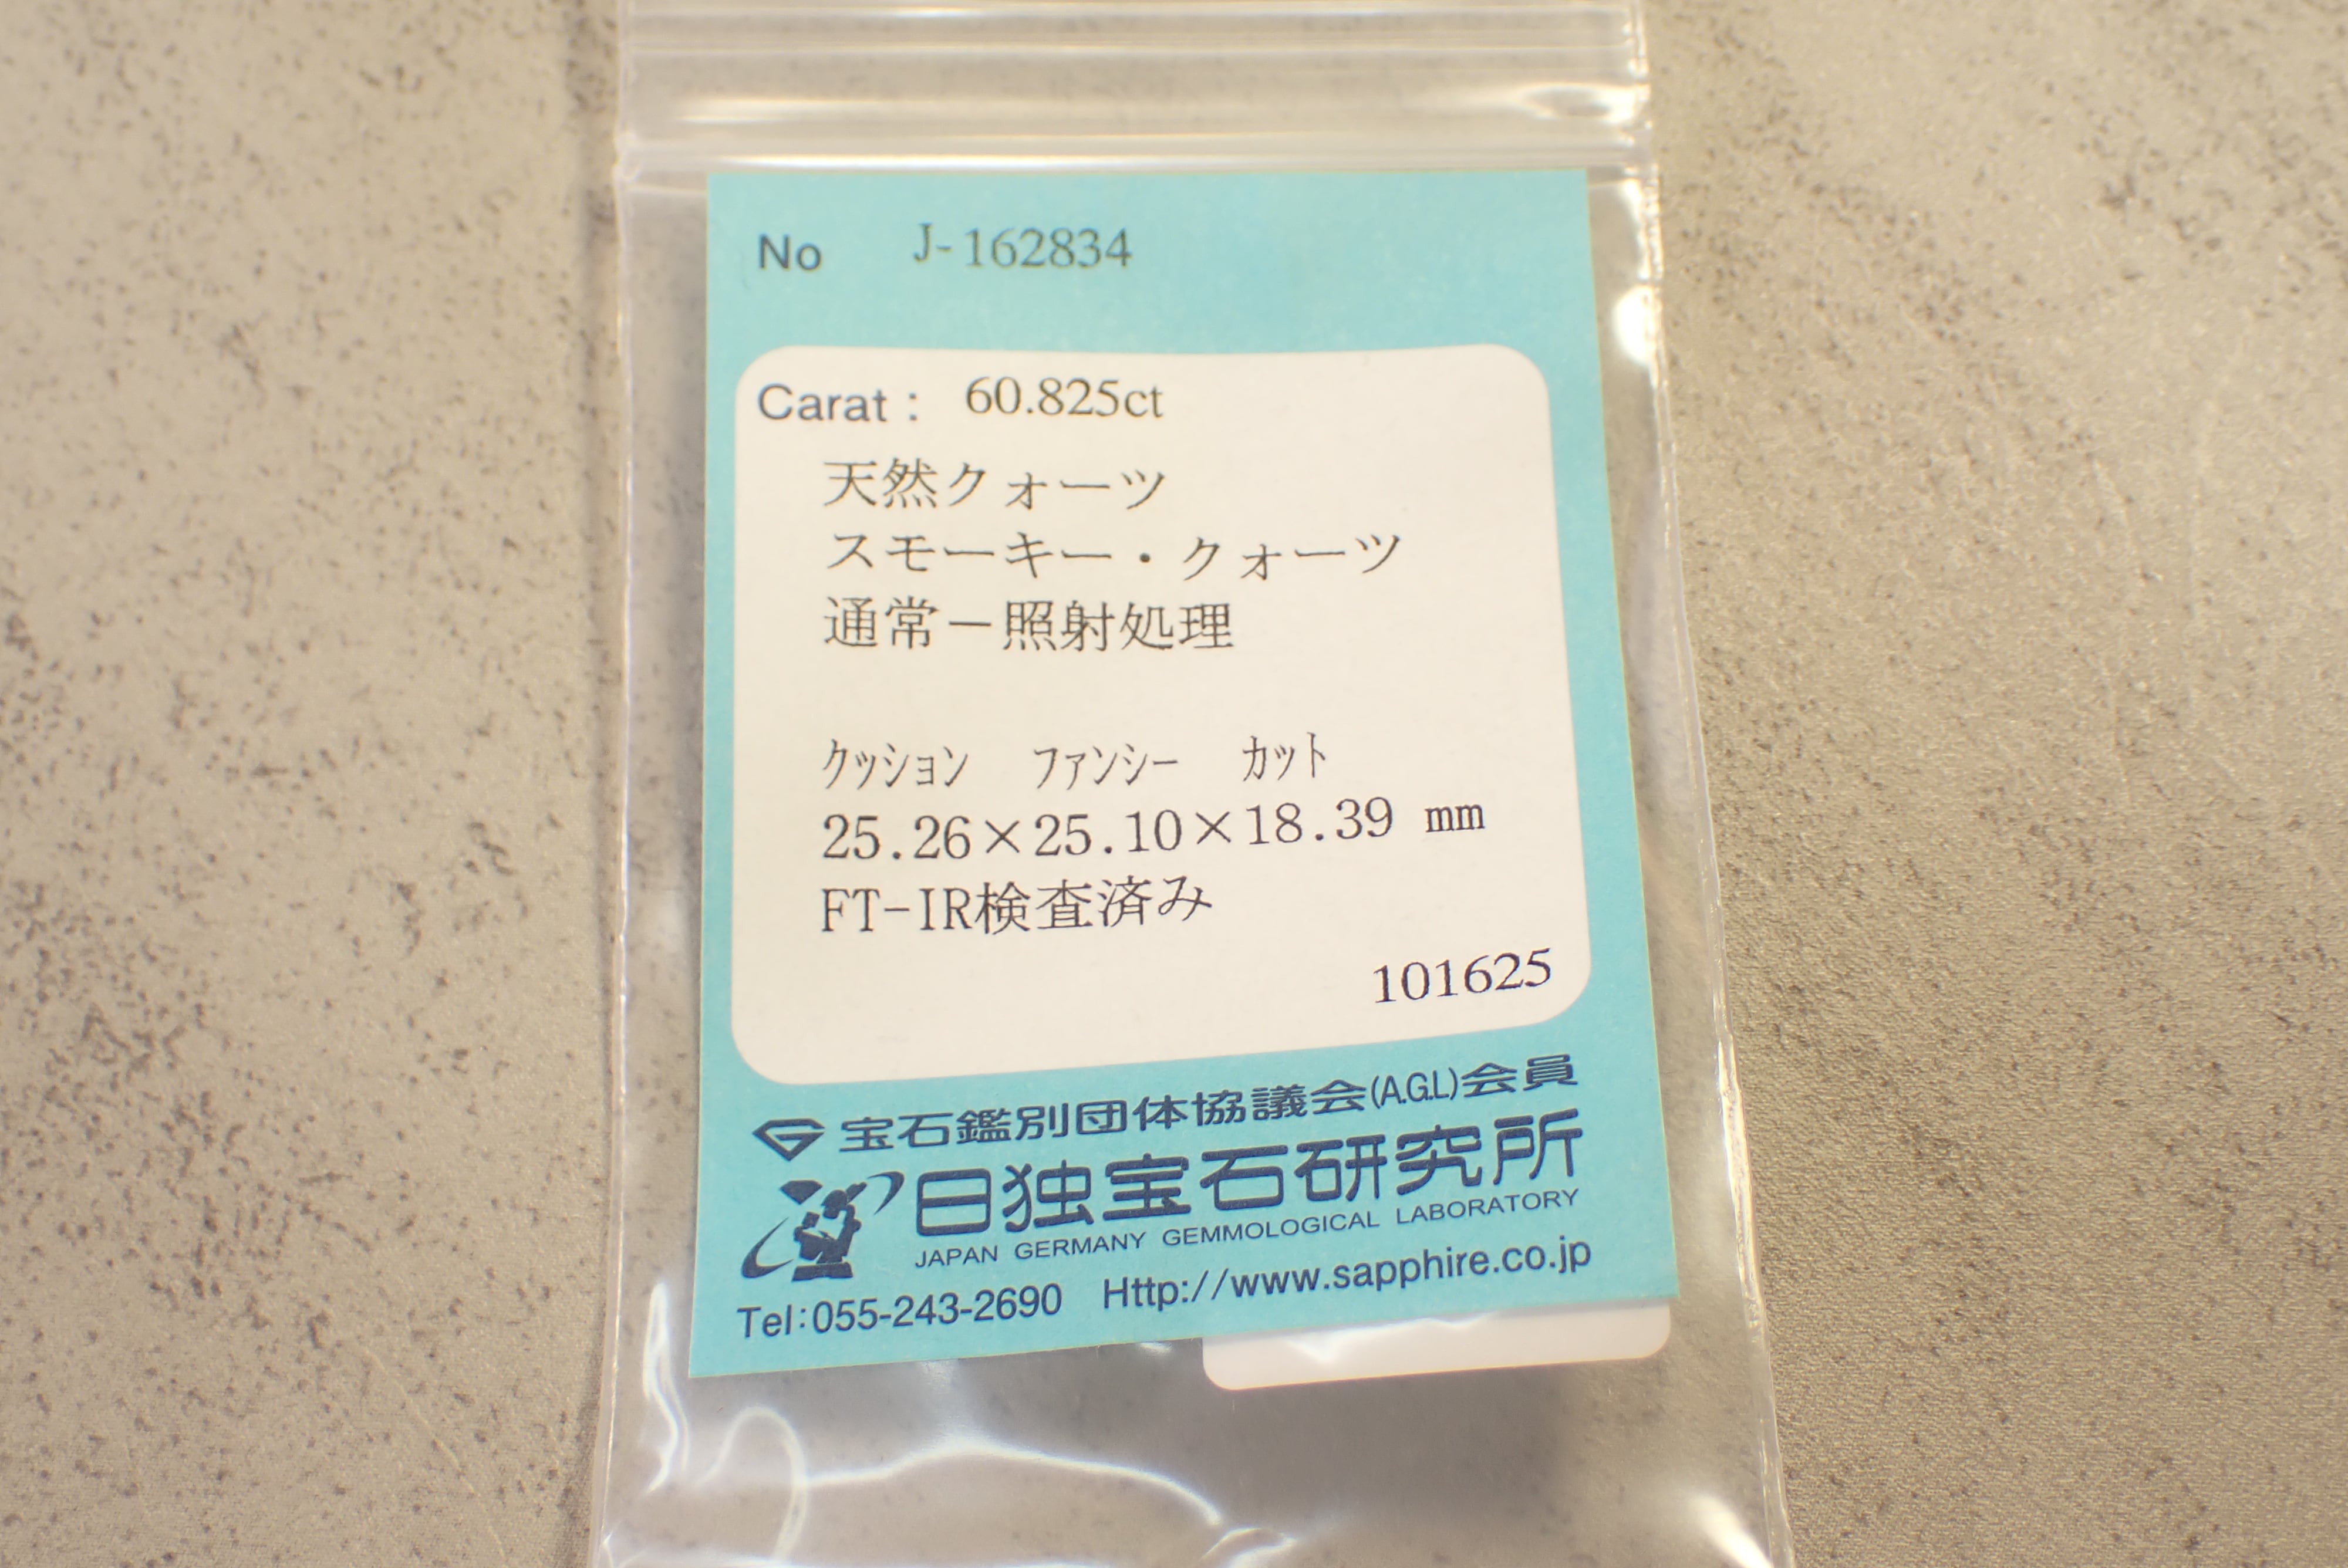 No J-162834
Carat : 60.825ct
天然クォーツ
スモーキー・クォーツ
通常－照射処理
ｸｯｼｮﾝ ﾌｧﾝｼｰ ｶｯﾄ
25.26×25.10×18.39 mm
FT-IR検査済み
101625
宝石鑑別団体協議会(A.G.L)会員
日独宝石研究所
JAPAN GERMANY GEMMOLOGICAL LABORATORY
Tel:055-243-2690 Http://www.sapphire.co.jp